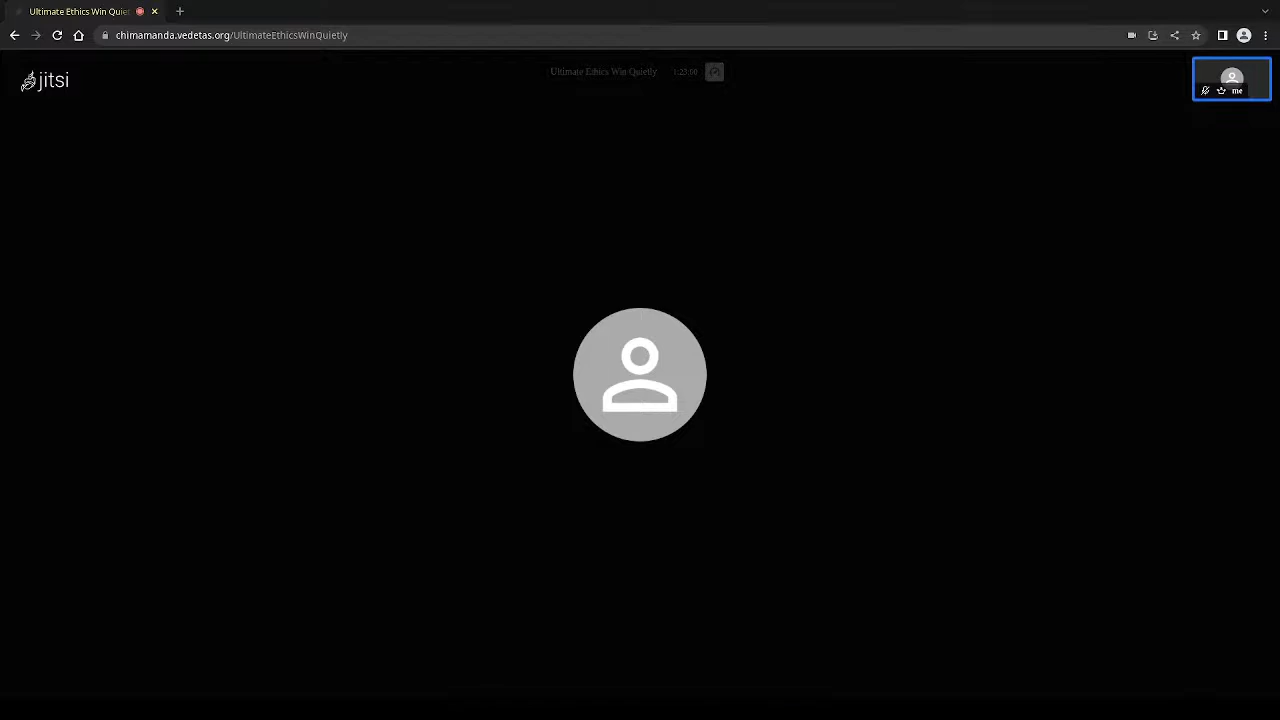 Ultimate Ethics Win Quiet
chimamanda.vedetas.org/UltimateEthicsWinQuietly
jitsi
Ultimate Ethics Win Quietly
me